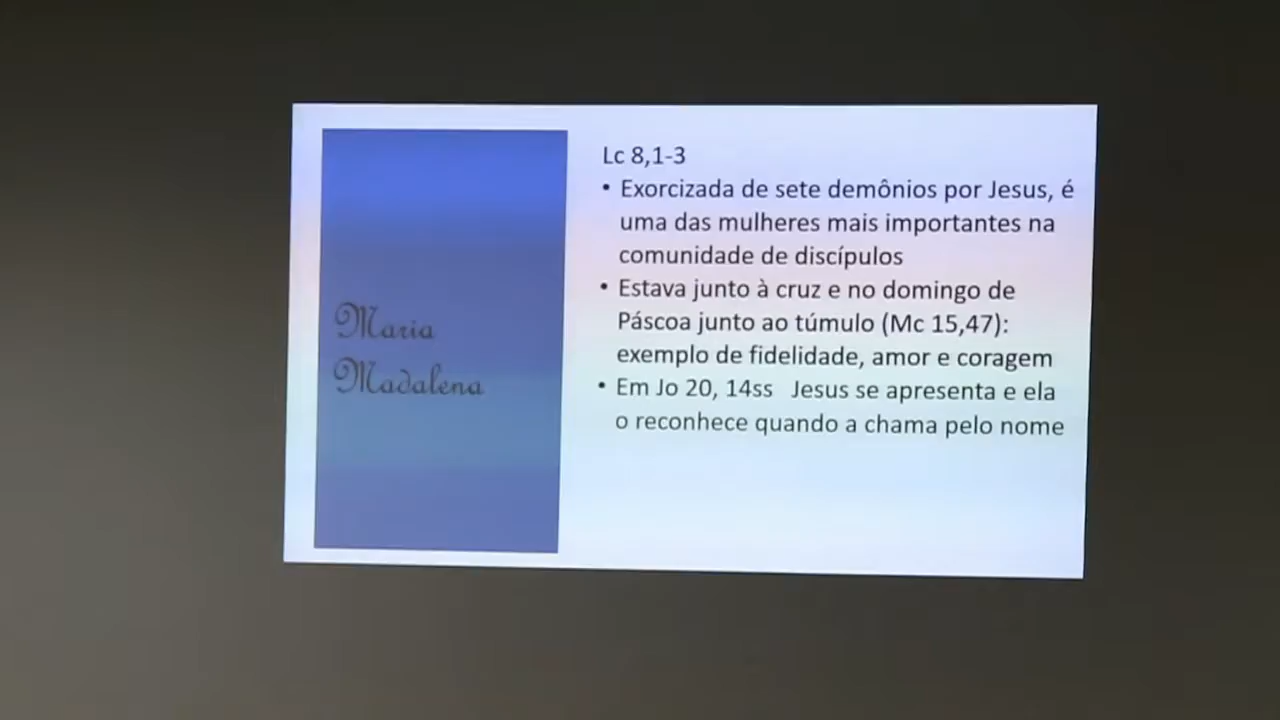 Maria
Madalena
Lc 8,1-3
• Exorcizada de sete demônios por Jesus, é
uma das mulheres mais importantes na
comunidade de discípulos
• Estava junto à cruz e no domingo de
Páscoa junto ao túmulo (Mc 15,47):
exemplo de fidelidade, amor e coragem
• Em Jo 20, 14ss Jesus se apresenta e ela
o reconhece quando a chama pelo nome